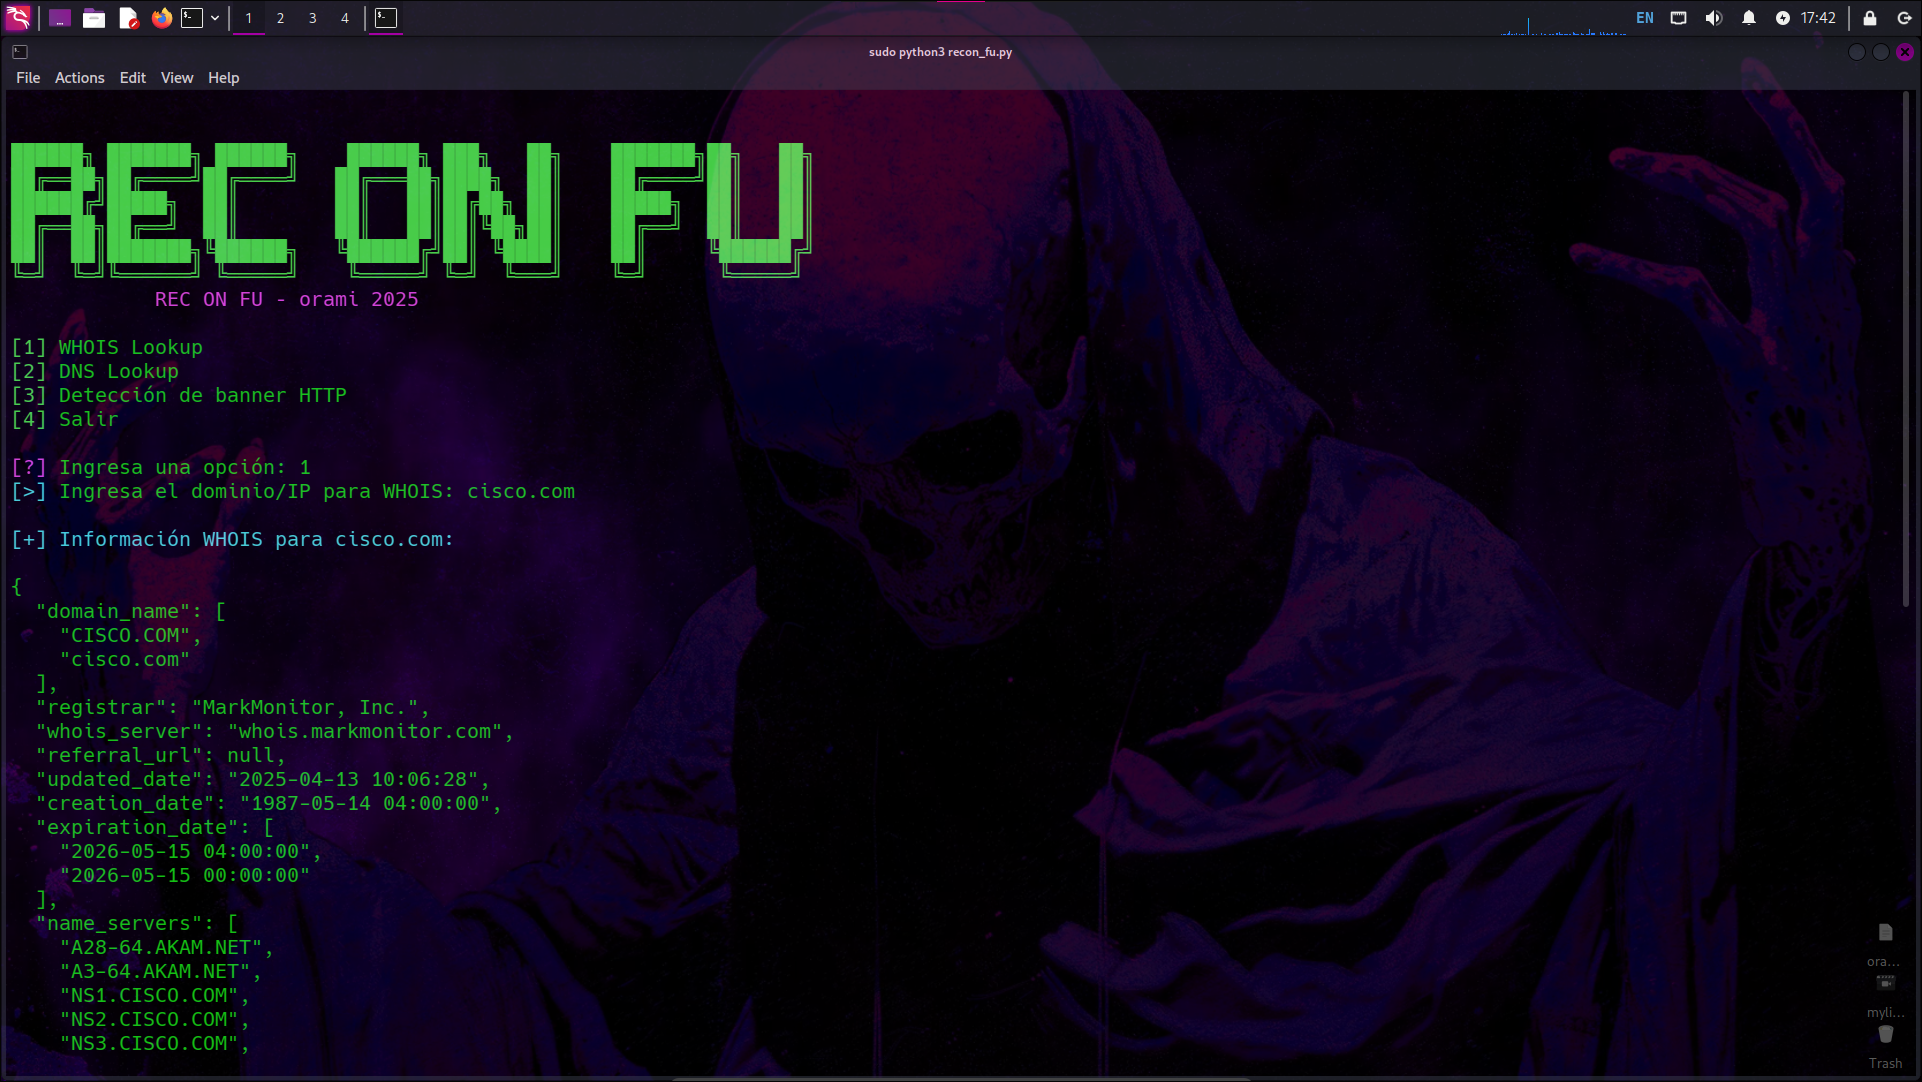 1 2 3 4
EN 17:42
sudo python3 recon_fu.py
File Actions Edit View Help
REC ON FU
REC ON FU - orami 2025
[1] WHOIS Lookup
[2] DNS Lookup
[3] Detección de banner HTTP
[4] Salir
[?] Ingresa una opción: 1
[>] Ingresa el dominio/IP para WHOIS: cisco.com
[+] Información WHOIS para cisco.com:
{
"domain_name": [
"CISCO.COM",
"cisco.com"
],
"registrar": "MarkMonitor, Inc.",
"whois_server": "whois.markmonitor.com",
"referral_url": null,
"updated_date": "2025-04-13 10:06:28",
"creation_date": "1987-05-14 04:00:00",
"expiration_date": [
"2026-05-15 04:00:00",
"2026-05-15 00:00:00"
],
"name_servers": [
"A28-64.AKAM.NET",
"A3-64.AKAM.NET",
"NS1.CISCO.COM",
"NS2.CISCO.COM",
"NS3.CISCO.COM",
ora...
myli...
Trash